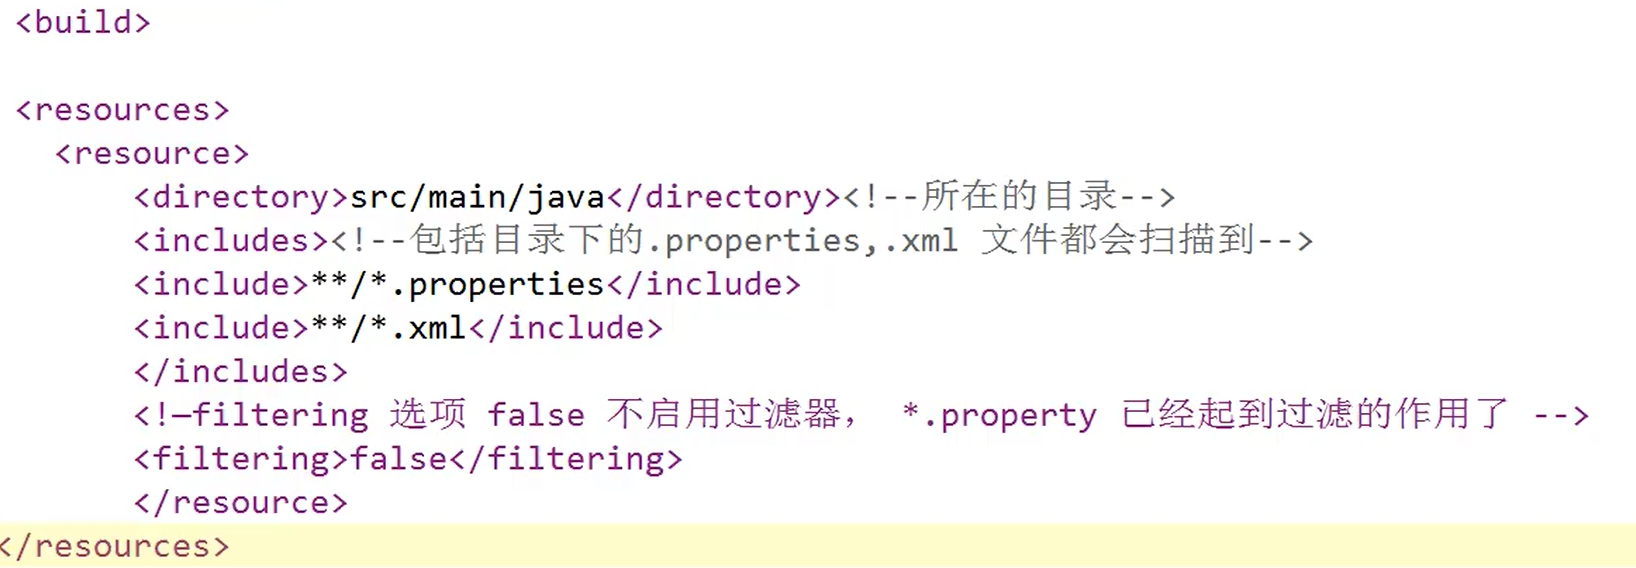 <build>
<resources>
<resource>
<directory>src/main/java</directory><!--所在的目录-->
<includes><!--包括目录下的.properties,.xml 文件都会扫描到-->
<include>**/*.properties</include>
<include>**/*.xml</include>
</includes>
<!—filtering 选项 false 不启用过滤器， *.property 已经起到过滤的作用了 -->
<filtering>false</filtering>
</resource>
</resources>